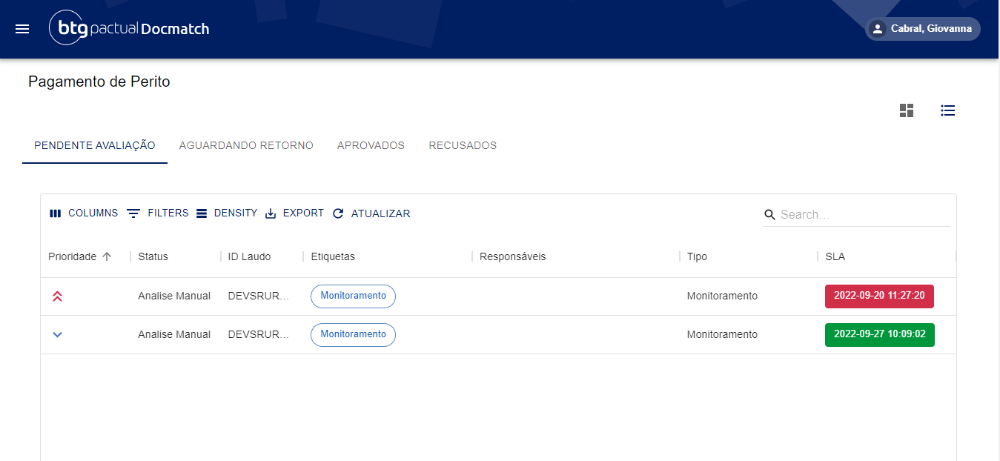 btg pactual Docmatch
Cabral, Giovanna
Pagamento de Perito
PENDENTE AVALIAÇÃO AGUARDANDO RETORNO APROVADOS RECUSADOS
COLUMNS FILTERS DENSITY EXPORT ATUALIZAR Search...
Prioridade Status ID Laudo Etiquetas Responsáveis Tipo SLA
Analise Manual DEVSRUR... Monitoramento Monitoramento 2022-09-20 11:27:20
Analise Manual DEVSRUR... Monitoramento Monitoramento 2022-09-27 10:09:02